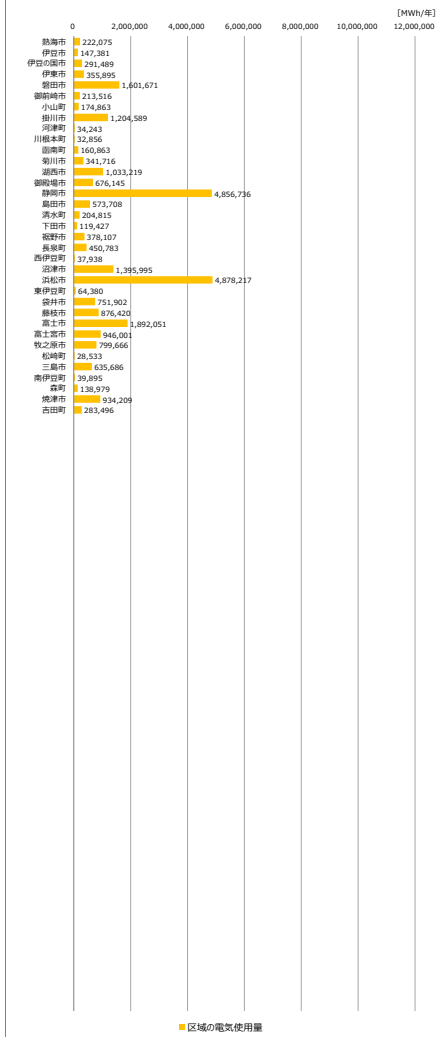 [MWh/年]
0 2,000,000 4,000,000 6,000,000 8,000,000 10,000,000 12,000,000
熱海市 222,075
伊豆市 147,381
伊豆の国市 291,489
伊東市 355,895
磐田市 1,601,671
御前崎市 213,516
小山町 174,863
掛川市 1,204,589
河津町 34,243
川根本町 32,856
函南町 160,863
菊川市 341,716
湖西市 1,033,219
御殿場市 676,145
静岡市 4,856,736
島田市 573,708
清水町 204,815
下田市 119,427
裾野市 378,107
長泉町 450,783
西伊豆町 37,938
沼津市 1,395,995
浜松市 4,878,217
東伊豆町 64,380
袋井市 751,902
藤枝市 876,420
富士市 1,892,051
富士宮市 946,001
牧之原市 799,666
松崎町 28,533
三島市 635,686
南伊豆町 39,895
森町 138,979
焼津市 934,209
吉田町 283,496
区域の電気使用量